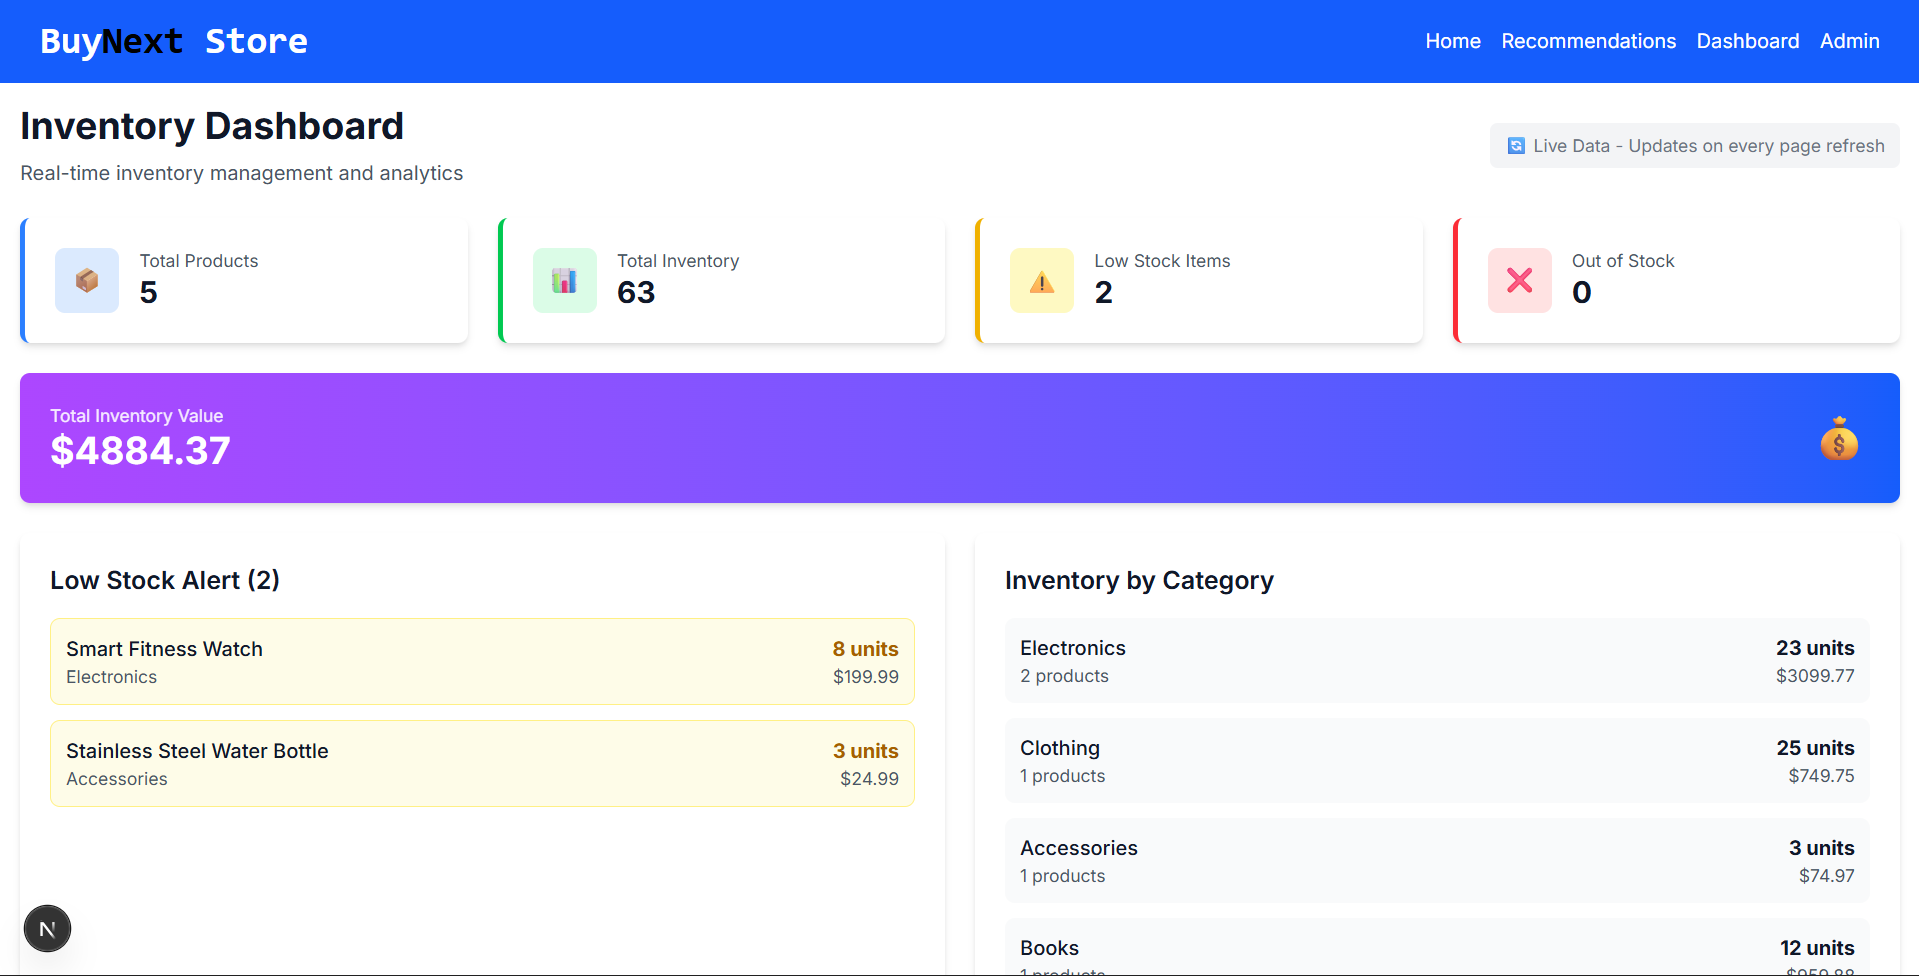 BuyNext Store
Home Recommendations Dashboard Admin
Inventory Dashboard
Real-time inventory management and analytics
Live Data - Updates on every page refresh
Total Products
5
Total Inventory
63
Low Stock Items
2
Out of Stock
0
Total Inventory Value
$4884.37
Low Stock Alert (2)
Smart Fitness Watch 8 units
Electronics $199.99
Stainless Steel Water Bottle 3 units
Accessories $24.99
Inventory by Category
Electronics 23 units
2 products $3099.77
Clothing 25 units
1 products $749.75
Accessories 3 units
1 products $74.97
Books 12 units
1 products $959.88
N